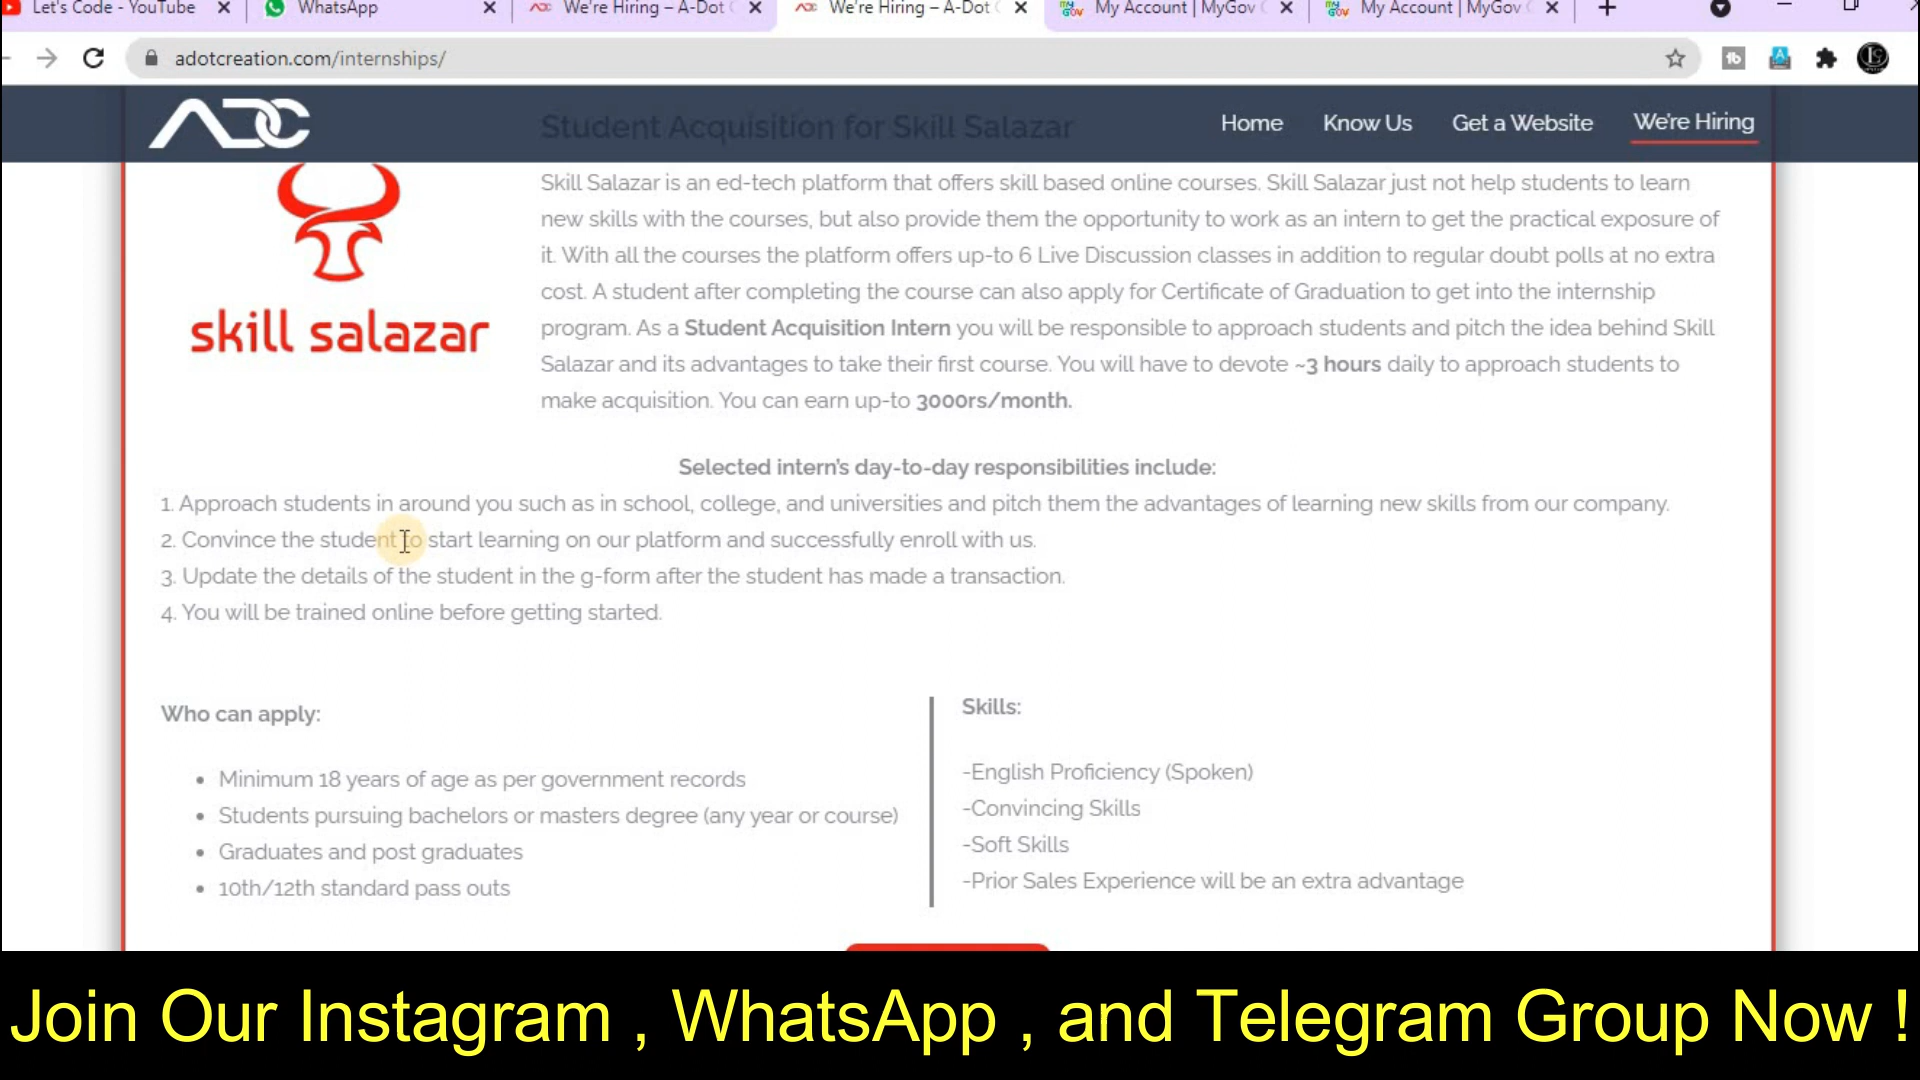 Let's Code - YouTube
WhatsApp
We're Hiring – A-Dot
We're Hiring – A-Dot
My Account | MyGov
My Account | MyGov
adotcreation.com/internships/
ADC
Student Acquisition for Skill Salazar
Home
Know Us
Get a Website
We're Hiring
skill salazar
Skill Salazar is an ed-tech platform that offers skill based online courses. Skill Salazar just not help students to learn
new skills with the courses, but also provide them the opportunity to work as an intern to get the practical exposure of
it. With all the courses the platform offers up-to 6 Live Discussion classes in addition to regular doubt polls at no extra
cost. A student after completing the course can also apply for Certificate of Graduation to get into the internship
program. As a Student Acquisition Intern you will be responsible to approach students and pitch the idea behind Skill
Salazar and its advantages to take their first course. You will have to devote ~3 hours daily to approach students to
make acquisition. You can earn up-to 3000rs/month.
Selected intern's day-to-day responsibilities include:
1. Approach students in around you such as in school, college, and universities and pitch them the advantages of learning new skills from our company.
2. Convince the student to start learning on our platform and successfully enroll with us.
3. Update the details of the student in the g-form after the student has made a transaction.
4. You will be trained online before getting started.
Who can apply:
• Minimum 18 years of age as per government records
• Students pursuing bachelors or masters degree (any year or course)
• Graduates and post graduates
• 10th/12th standard pass outs
Skills:
-English Proficiency (Spoken)
-Convincing Skills
-Soft Skills
-Prior Sales Experience will be an extra advantage
Join Our Instagram , WhatsApp , and Telegram Group Now !